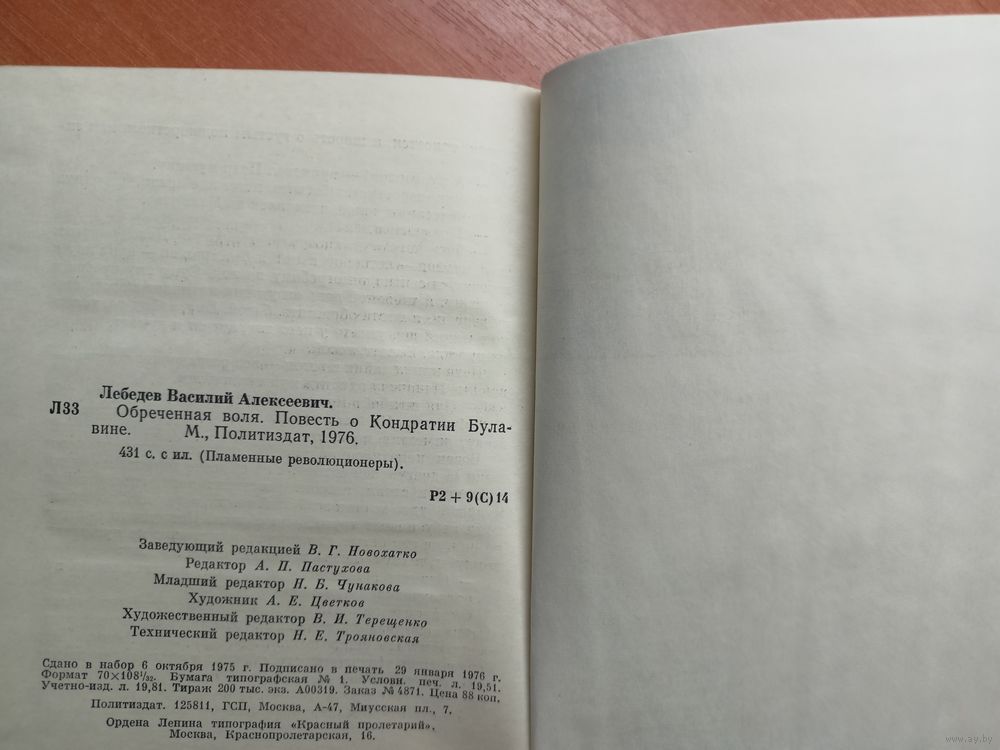 Лебедев Василий Алексеевич.
Л33 Обреченная воля. Повесть о Кондратии Була-
вине. М., Политиздат, 1976.
431 с. с ил. (Пламенные революционеры).
Р2 + 9(С)14
Заведующий редакцией В. Г. Новохатко
Редактор А. П. Пастухова
Младший редактор Н. Б. Чунакова
Художник А. Е. Цветков
Художественный редактор В. И. Терещенко
Технический редактор Н. Е. Трояновская
Сдано в набор 6 октября 1975 г. Подписано в печать 29 января 1976 г.
Формат 70×108¹/₃₂. Бумага типографская № 1. Условн. печ. л. 19,51.
Учетно-изд. л. 19,81. Тираж 200 тыс. экз. А00319. Заказ № 4871. Цена 88 коп.
Политиздат. 125811, ГСП, Москва, А-47, Миусская пл., 7.
Ордена Ленина типография «Красный пролетарий».
Москва, Краснопролетарская, 16.
www.ay.by